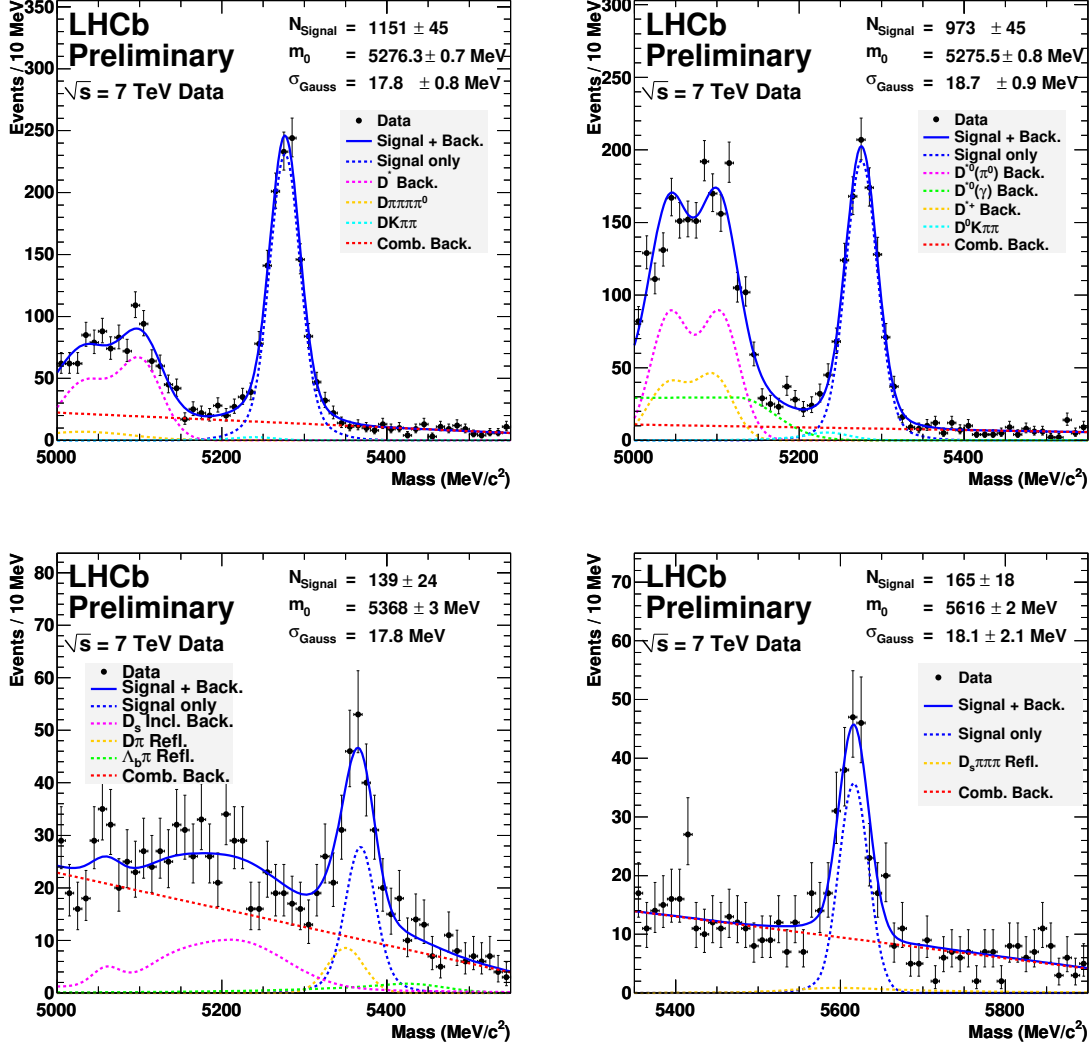 LHCb
Preliminary
√s = 7 TeV Data
N_Signal = 1151 ± 45
m_0 = 5276.3 ± 0.7 MeV
σ_Gauss = 17.8 ± 0.8 MeV
Data
Signal + Back.
Signal only
D^* Back.
Dππππ^0
DKππ
Comb. Back.
Events / 10 MeV
350
300
250
200
150
100
50
0
5000 5200 5400
Mass (MeV/c^2)
LHCb
Preliminary
√s = 7 TeV Data
N_Signal = 973 ± 45
m_0 = 5275.5 ± 0.8 MeV
σ_Gauss = 18.7 ± 0.9 MeV
Data
Signal + Back.
Signal only
D^*0(π^0) Back.
D^*0(γ) Back.
D^*+ Back.
D^0Kππ
Comb. Back.
Events / 10 MeV
300
250
200
150
100
50
0
5000 5200 5400
Mass (MeV/c^2)
LHCb
Preliminary
√s = 7 TeV Data
N_Signal = 139 ± 24
m_0 = 5368 ± 3 MeV
σ_Gauss = 17.8 MeV
Data
Signal + Back.
Signal only
D_s Incl. Back.
Dπ Refl.
Λ_bπ Refl.
Comb. Back.
Events / 10 MeV
80
70
60
50
40
30
20
10
0
5000 5200 5400
Mass (MeV/c^2)
LHCb
Preliminary
√s = 7 TeV Data
N_Signal = 165 ± 18
m_0 = 5616 ± 2 MeV
σ_Gauss = 18.1 ± 2.1 MeV
Data
Signal + Back.
Signal only
D_sπππ Refl.
Comb. Back.
Events / 10 MeV
70
60
50
40
30
20
10
0
5400 5600 5800
Mass (MeV/c^2)